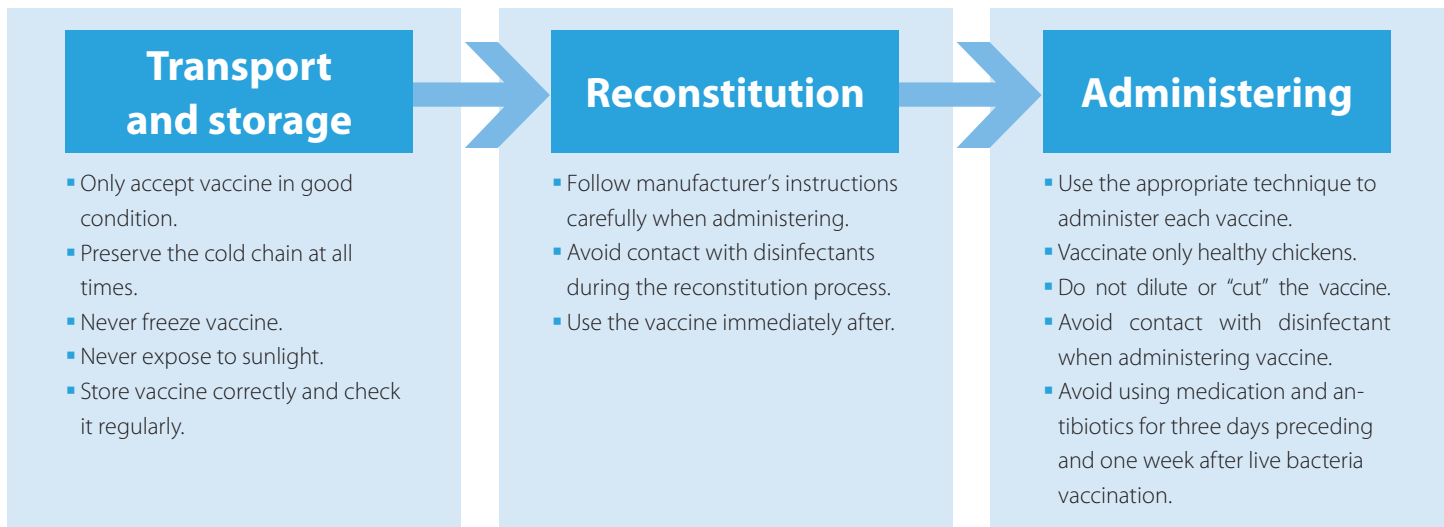 Transport
and storage
▪ Only accept vaccine in good
condition.
▪ Preserve the cold chain at all
times.
▪ Never freeze vaccine.
▪ Never expose to sunlight.
▪ Store vaccine correctly and check
it regularly.
Reconstitution
▪ Follow manufacturer’s instructions
carefully when administering.
▪ Avoid contact with disinfectants
during the reconstitution process.
▪ Use the vaccine immediately after.
Administering
▪ Use the appropriate technique to
administer each vaccine.
▪ Vaccinate only healthy chickens.
▪ Do not dilute or “cut” the vaccine.
▪ Avoid contact with disinfectant
when administering vaccine.
▪ Avoid using medication and an-
tibiotics for three days preceding
and one week after live bacteria
vaccination.